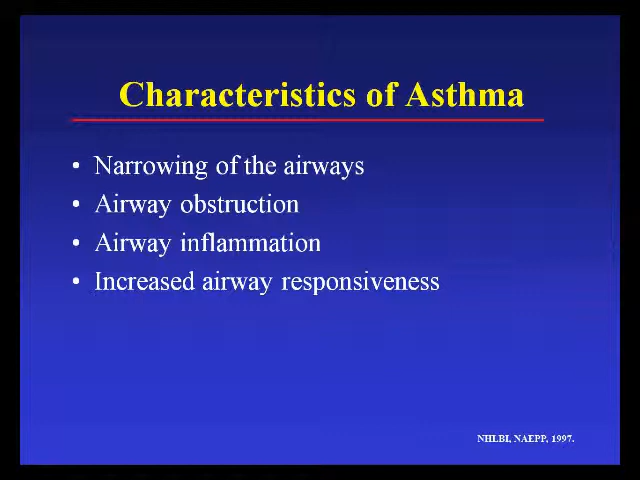 Characteristics of Asthma
• Narrowing of the airways
• Airway obstruction
• Airway inflammation
• Increased airway responsiveness
NHLBI, NAEPP, 1997.